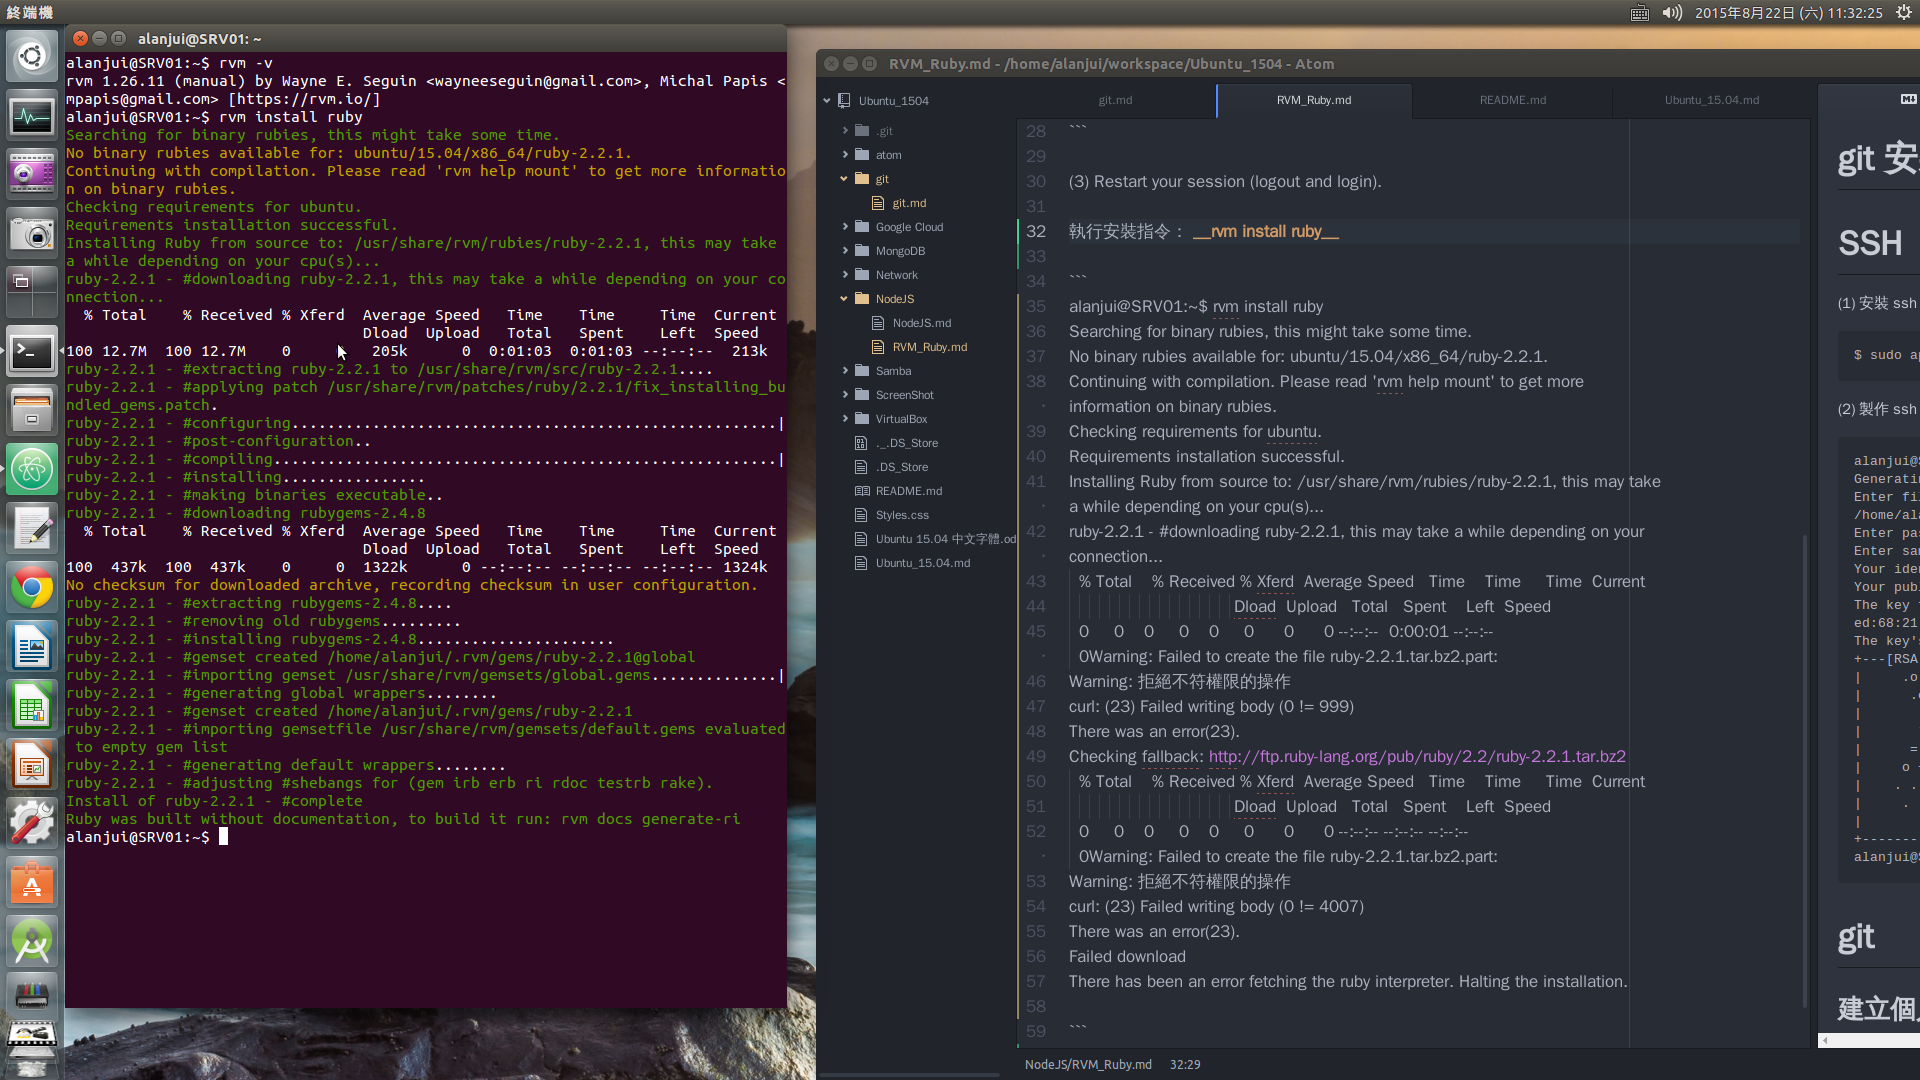 終端機
2015年8月22日 (六) 11:32:25
alanjui@SRV01: ~
alanjui@SRV01:~$ rvm -v
rvm 1.26.11 (manual) by Wayne E. Seguin <wayneeseguin@gmail.com>, Michal Papis <
mpapis@gmail.com> [https://rvm.io/]
alanjui@SRV01:~$ rvm install ruby
Searching for binary rubies, this might take some time.
No binary rubies available for: ubuntu/15.04/x86_64/ruby-2.2.1.
Continuing with compilation. Please read 'rvm help mount' to get more informatio
n on binary rubies.
Checking requirements for ubuntu.
Requirements installation successful.
Installing Ruby from source to: /usr/share/rvm/rubies/ruby-2.2.1, this may take
a while depending on your cpu(s)...
ruby-2.2.1 - #downloading ruby-2.2.1, this may take a while depending on your co
nnection...
% Total % Received % Xferd Average Speed Time Time Time Current
Dload Upload Total Spent Left Speed
100 12.7M 100 12.7M 0 205k 0 0:01:03 0:01:03 --:--:-- 213k
ruby-2.2.1 - #extracting ruby-2.2.1 to /usr/share/rvm/src/ruby-2.2.1....
ruby-2.2.1 - #applying patch /usr/share/rvm/patches/ruby/2.2.1/fix_installing_bu
ndled_gems.patch.
ruby-2.2.1 - #configuring......................................................|
ruby-2.2.1 - #post-configuration..
ruby-2.2.1 - #compiling........................................................|
ruby-2.2.1 - #installing................
ruby-2.2.1 - #making binaries executable..
ruby-2.2.1 - #downloading rubygems-2.4.8
% Total % Received % Xferd Average Speed Time Time Time Current
Dload Upload Total Spent Left Speed
100 437k 100 437k 0 0 1322k 0 --:--:-- --:--:-- --:--:-- 1324k
No checksum for downloaded archive, recording checksum in user configuration.
ruby-2.2.1 - #extracting rubygems-2.4.8....
ruby-2.2.1 - #removing old rubygems.........
ruby-2.2.1 - #installing rubygems-2.4.8......................
ruby-2.2.1 - #gemset created /home/alanjui/.rvm/gems/ruby-2.2.1@global
ruby-2.2.1 - #importing gemset /usr/share/rvm/gemsets/global.gems..............|
ruby-2.2.1 - #generating global wrappers........
ruby-2.2.1 - #gemset created /home/alanjui/.rvm/gems/ruby-2.2.1
ruby-2.2.1 - #importing gemsetfile /usr/share/rvm/gemsets/default.gems evaluated
to empty gem list
ruby-2.2.1 - #generating default wrappers........
ruby-2.2.1 - #adjusting #shebangs for (gem irb erb ri rdoc testrb rake).
Install of ruby-2.2.1 - #complete
Ruby was built without documentation, to build it run: rvm docs generate-ri
alanjui@SRV01:~$
RVM_Ruby.md - /home/alanjui/workspace/Ubuntu_1504 - Atom
Ubuntu_1504
.git
atom
git
git.md
Google Cloud
MongoDB
Network
NodeJS
NodeJS.md
RVM_Ruby.md
Samba
ScreenShot
VirtualBox
._.DS_Store
.DS_Store
README.md
Styles.css
Ubuntu 15.04 中文字體.od
Ubuntu_15.04.md
git.md RVM_Ruby.md README.md Ubuntu_15.04.md
28 ```
29
30 (3) Restart your session (logout and login).
31
32 執行安裝指令： __rvm install ruby__
33
34 ```
35 alanjui@SRV01:~$ rvm install ruby
36 Searching for binary rubies, this might take some time.
37 No binary rubies available for: ubuntu/15.04/x86_64/ruby-2.2.1.
38 Continuing with compilation. Please read 'rvm help mount' to get more
· information on binary rubies.
39 Checking requirements for ubuntu.
40 Requirements installation successful.
41 Installing Ruby from source to: /usr/share/rvm/rubies/ruby-2.2.1, this may take
· a while depending on your cpu(s)...
42 ruby-2.2.1 - #downloading ruby-2.2.1, this may take a while depending on your
· connection...
43 % Total % Received % Xferd Average Speed Time Time Time Current
44 Dload Upload Total Spent Left Speed
45 0 0 0 0 0 0 0 0 --:--:-- 0:00:01 --:--:--
· 0Warning: Failed to create the file ruby-2.2.1.tar.bz2.part:
46 Warning: 拒絕不符權限的操作
47 curl: (23) Failed writing body (0 != 999)
48 There was an error(23).
49 Checking fallback: http://ftp.ruby-lang.org/pub/ruby/2.2/ruby-2.2.1.tar.bz2
50 % Total % Received % Xferd Average Speed Time Time Time Current
51 Dload Upload Total Spent Left Speed
52 0 0 0 0 0 0 0 0 --:--:-- --:--:-- --:--:--
· 0Warning: Failed to create the file ruby-2.2.1.tar.bz2.part:
53 Warning: 拒絕不符權限的操作
54 curl: (23) Failed writing body (0 != 4007)
55 There was an error(23).
56 Failed download
57 There has been an error fetching the ruby interpreter. Halting the installation.
58
59 ```
NodeJS/RVM_Ruby.md 32:29
git 安
SSH
(1) 安裝 ssh
$ sudo a
(2) 製作 ssh
alanjui@
Generatin
Enter fi
/home/al
Enter pa
Enter sa
Your ide
Your pub
The key
ed:68:21
The key'
+---[RSA
| .o
| .
|
|
| =
| o
| . .
| .
|
+-------
alanjui@
git
建立個